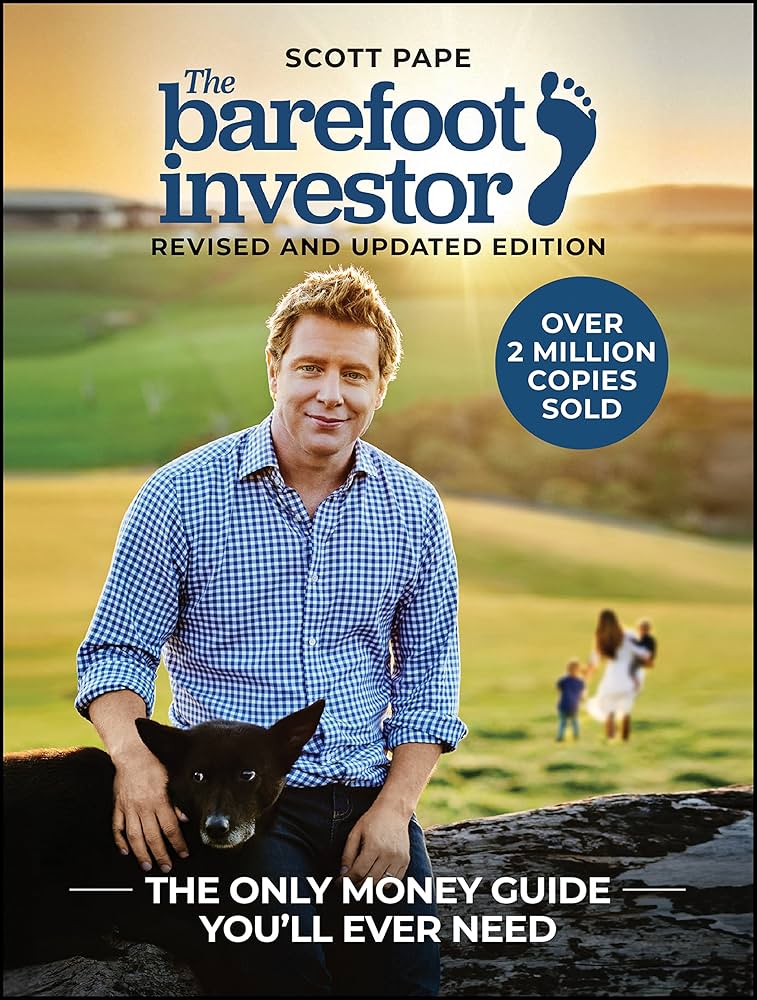 SCOTT PAPE
The
barefoot
investor
REVISED AND UPDATED EDITION
OVER
2 MILLION
COPIES
SOLD
THE ONLY MONEY GUIDE
YOU'LL EVER NEED